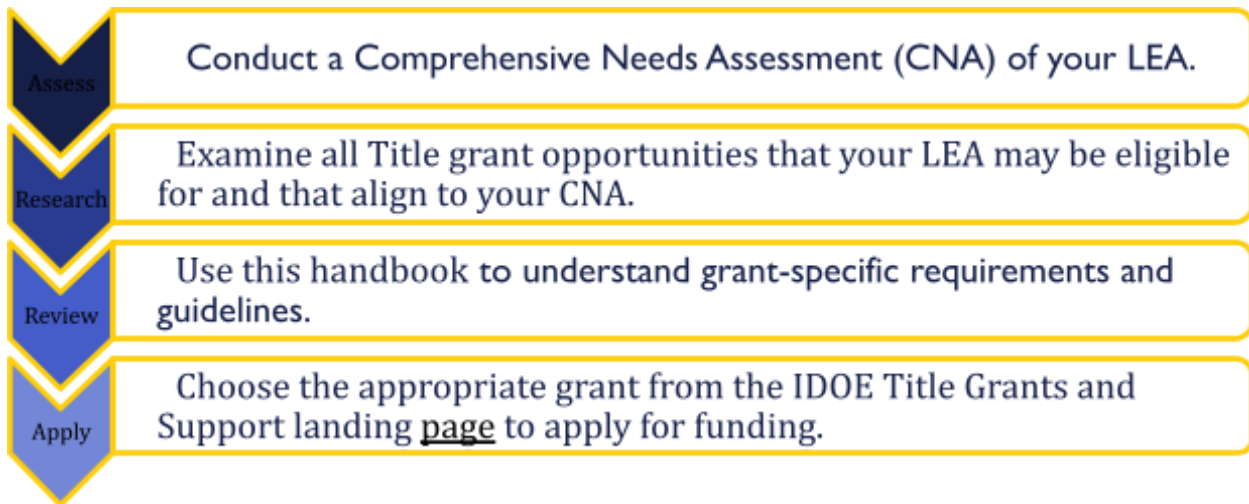 Assess
Conduct a Comprehensive Needs Assessment (CNA) of your LEA.
Research
Examine all Title grant opportunities that your LEA may be eligible
for and that align to your CNA.
Review
Use this handbook to understand grant-specific requirements and
guidelines.
Apply
Choose the appropriate grant from the IDOE Title Grants and
Support landing page to apply for funding.